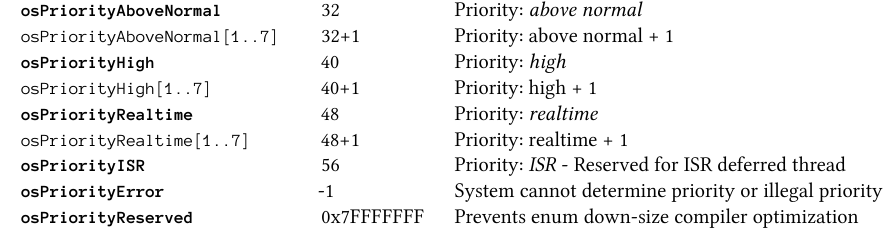 osPriorityAboveNormal 32 Priority: above normal
osPriorityAboveNormal[1..7] 32+1 Priority: above normal + 1
osPriorityHigh 40 Priority: high
osPriorityHigh[1..7] 40+1 Priority: high + 1
osPriorityRealtime 48 Priority: realtime
osPriorityRealtime[1..7] 48+1 Priority: realtime + 1
osPriorityISR 56 Priority: ISR - Reserved for ISR deferred thread
osPriorityError -1 System cannot determine priority or illegal priority
osPriorityReserved 0x7FFFFFFF Prevents enum down-size compiler optimization